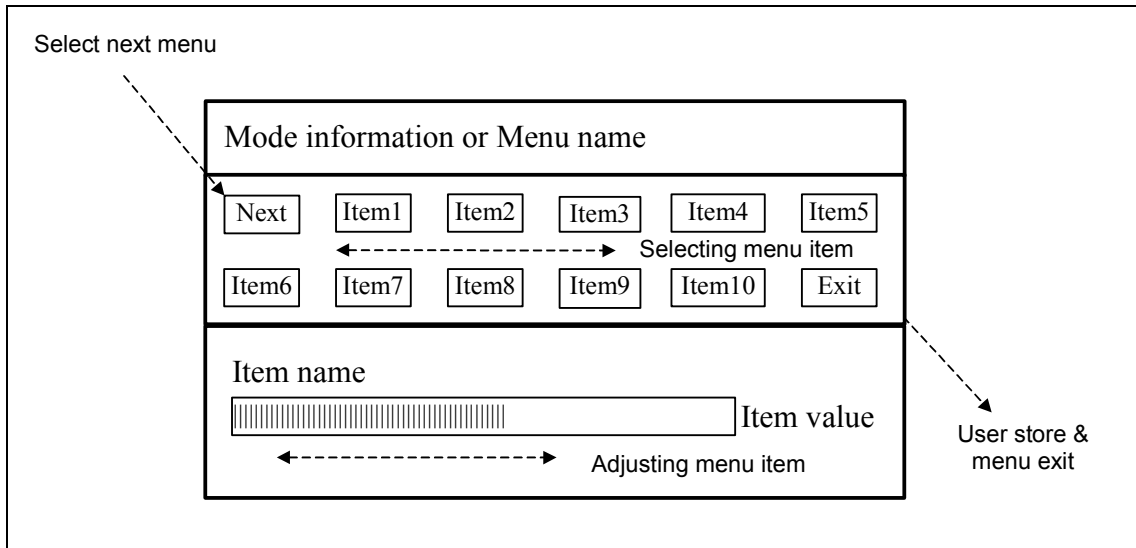 Select next menu
Mode information or Menu name
Next Item1 Item2 Item3 Item4 Item5
Selecting menu item
Item6 Item7 Item8 Item9 Item10 Exit
Item name
Item value
Adjusting menu item
User store &
menu exit